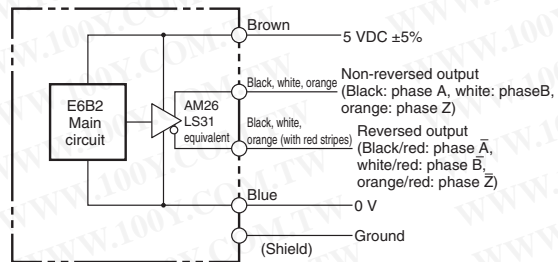 WWW.100Y.COM.TW
Brown
5 VDC ±5%
E6B2
Main
circuit
AM26
LS31
equivalent
Black, white, orange
Non-reversed output
(Black: phase A, white: phaseB,
orange: phase Z)
Black, white,
orange (with red stripes)
Reversed output
(Black/red: phase A̅,
white/red: phase B̅,
orange/red: phase Z̅)
Blue
0 V
Ground
(Shield)